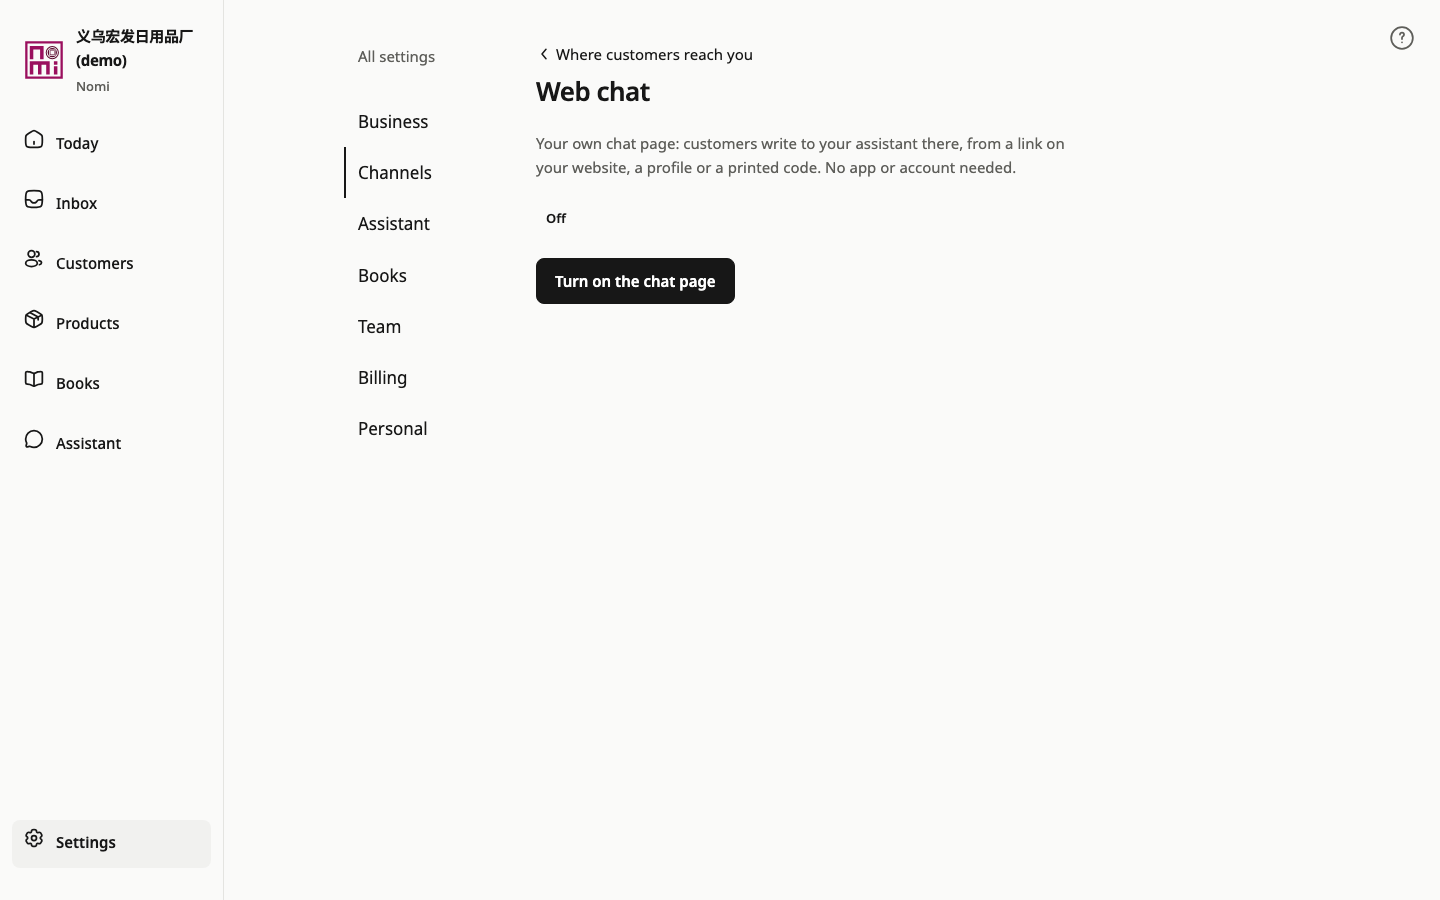 义乌宏发日用品厂
(demo)
Nomi
Today
Inbox
Customers
Products
Books
Assistant
Settings
All settings
Business
Channels
Assistant
Books
Team
Billing
Personal
Where customers reach you
Web chat
Your own chat page: customers write to your assistant there, from a link on
your website, a profile or a printed code. No app or account needed.
Off
Turn on the chat page